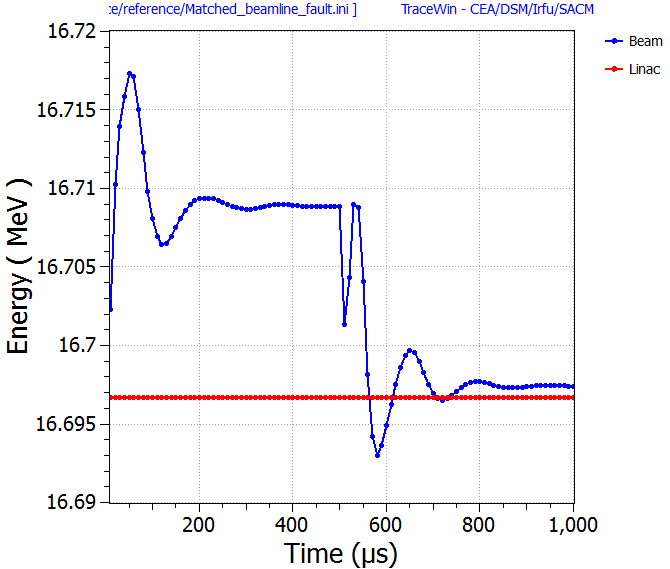 ce/reference/Matched_beamline_fault.ini ] TraceWin - CEA/DSM/Irfu/SACM
16.72
16.715
16.71
16.705
16.7
16.695
16.69
Energy ( MeV )
200 400 600 800 1,000
Time (µs)
Beam
Linac